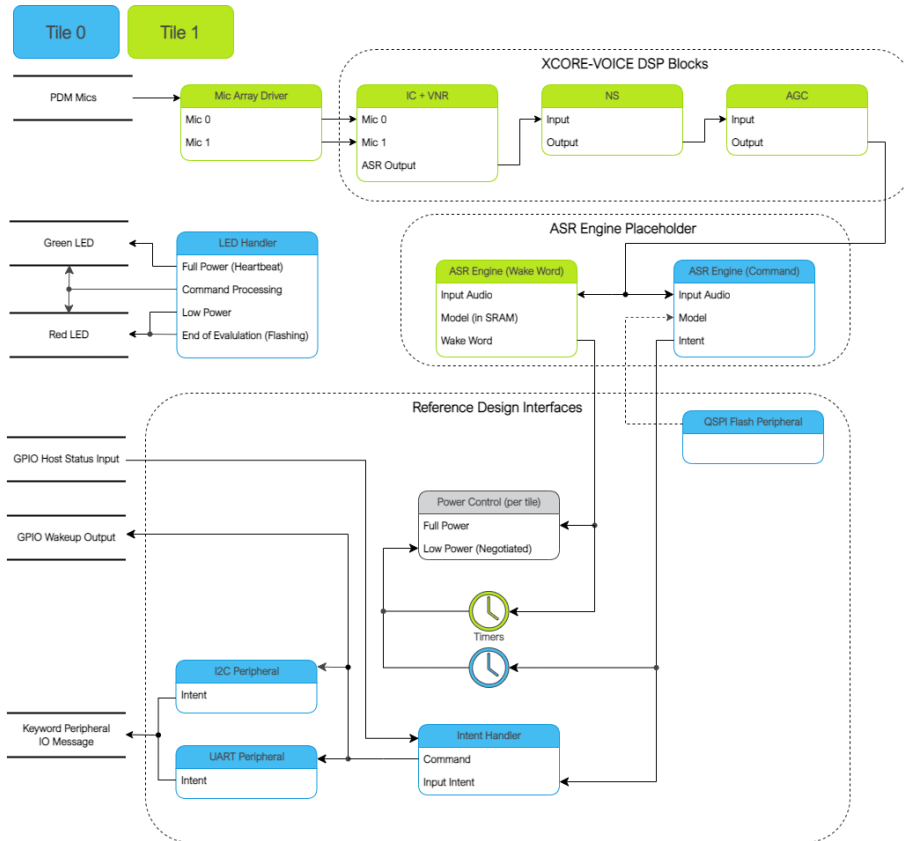 Tile 0
Tile 1
XCORE-VOICE DSP Blocks
PDM Mics
Mic Array Driver
Mic 0
Mic 1
IC + VNR
Mic 0
Mic 1
ASR Output
NS
Input
Output
AGC
Input
Output
Green LED
Red LED
LED Handler
Full Power (Heartbeat)
Command Processing
Low Power
End of Evalulation (Flashing)
ASR Engine Placeholder
ASR Engine (Wake Word)
Input Audio
Model (in SRAM)
Wake Word
ASR Engine (Command)
Input Audio
Model
Intent
Reference Design Interfaces
QSPI Flash Peripheral
GPIO Host Status Input
GPIO Wakeup Output
Power Control (per tile)
Full Power
Low Power (Negotiated)
Timers
I2C Peripheral
Intent
Keyword Peripheral
IO Message
UART Peripheral
Intent
Intent Handler
Command
Input Intent